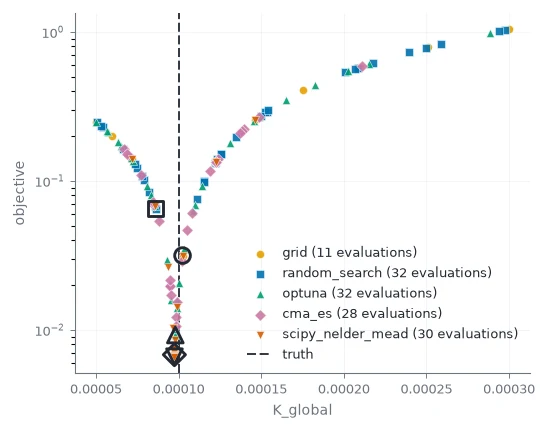 10⁰
10⁻¹
10⁻²
objective
grid (11 evaluations)
random_search (32 evaluations)
optuna (32 evaluations)
cma_es (28 evaluations)
scipy_nelder_mead (30 evaluations)
truth
0.00005 0.00010 0.00015 0.00020 0.00025 0.00030
K_global